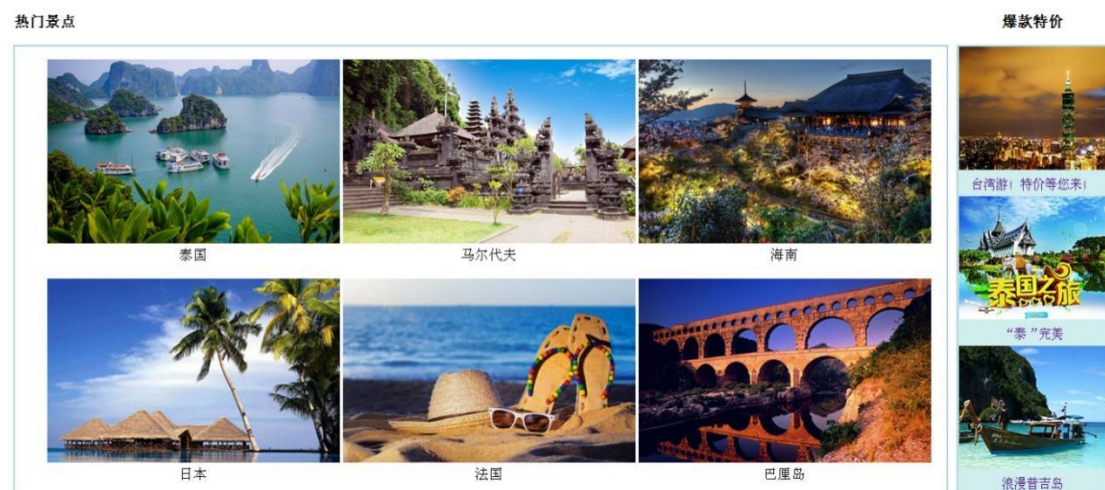 热门景点
爆款特价
泰国
马尔代夫
海南
日本
法国
巴厘岛
台湾游！特价等您来！
泰国之旅
“泰”完美
浪漫普吉岛